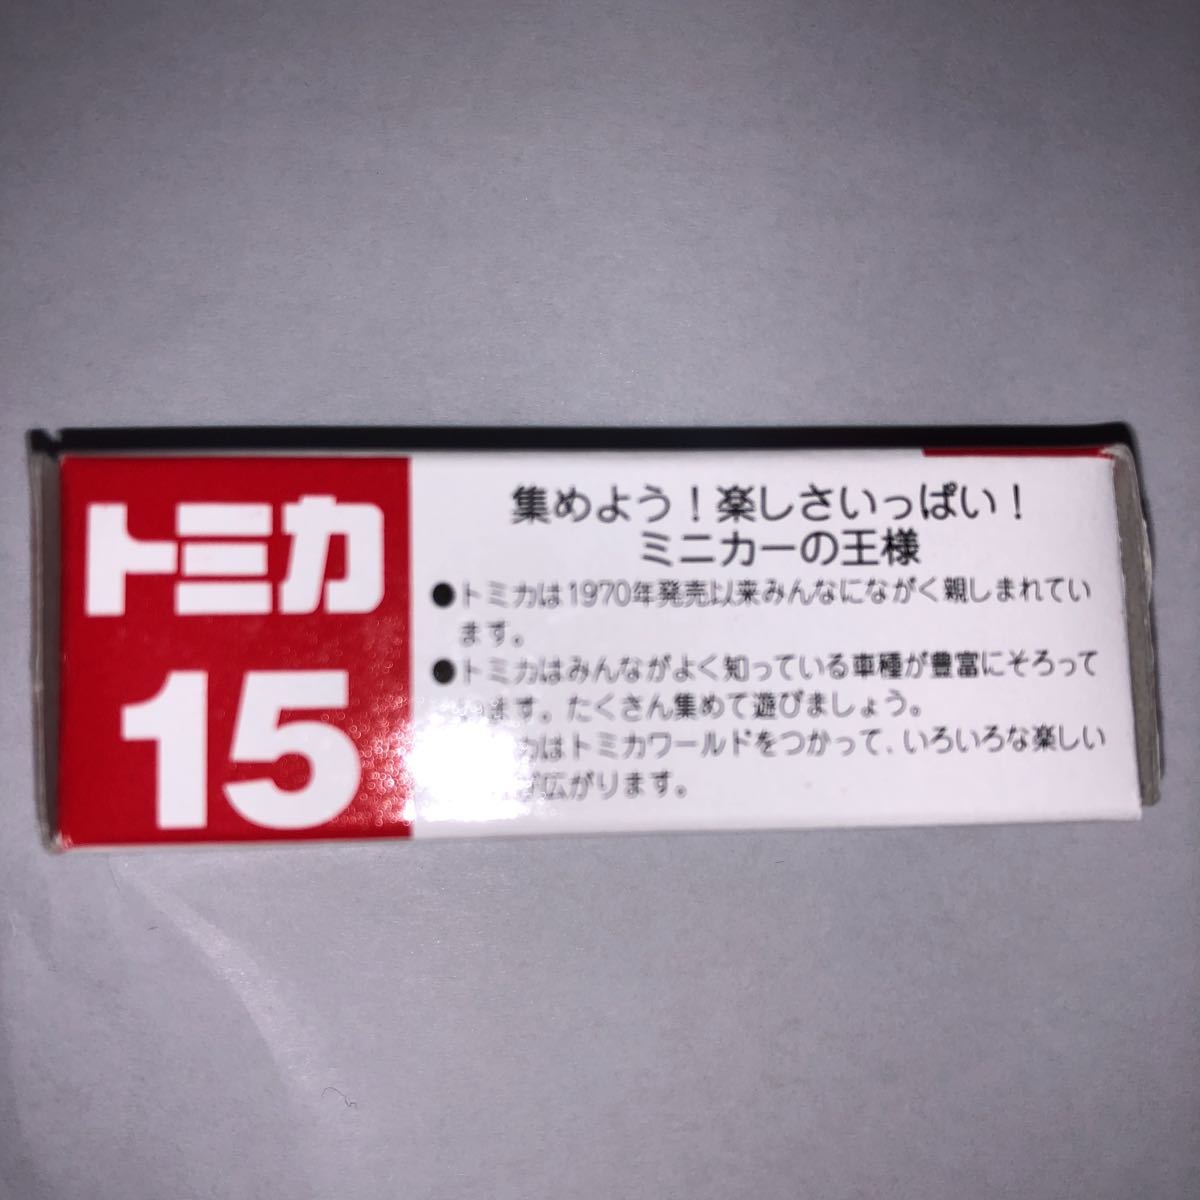 トミカ
15
集めよう！楽しさいっぱい！
ミニカーの王様
●トミカは1970年発売以来みんなにながく親しまれてい
ます。
●トミカはみんながよく知っている車種が豊富にそろって
ます。たくさん集めて遊びましょう。
カはトミカワールドをつかって、いろいろな楽しい
広がります。